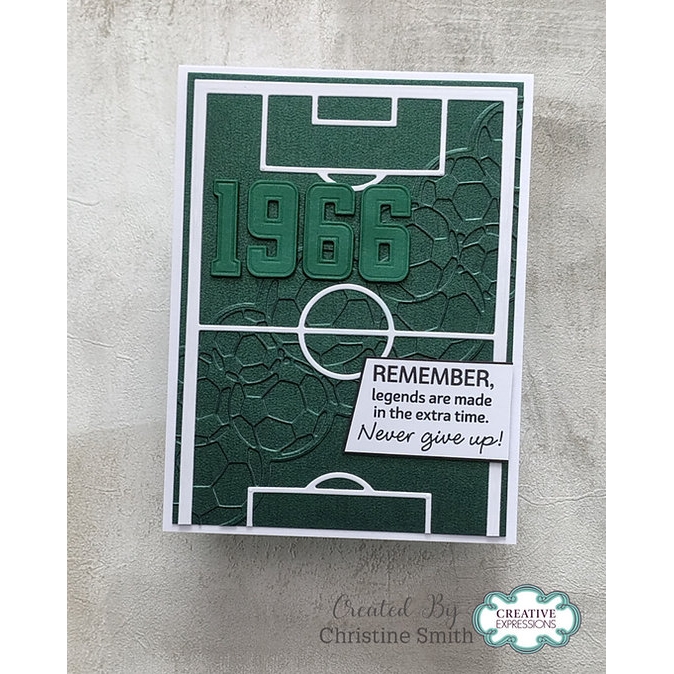 1966
REMEMBER,
legends are made
in the extra time.
Never give up!
Created By
Christine Smith
CREATIVE
EXPRESSIONS